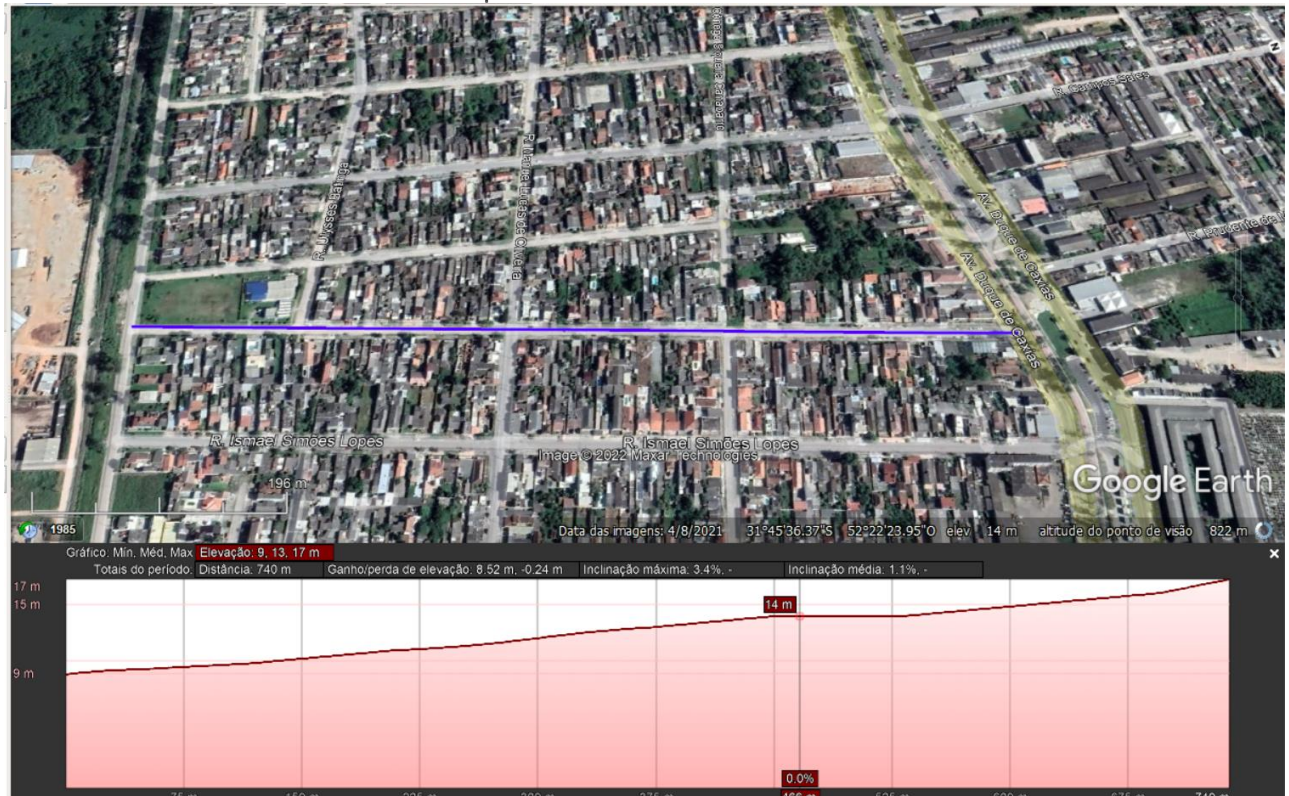 R. Campos Sales
R. Ulysses Batinga
Av. Duque de Caxias
Av. Duque de Caxias
R. Ismael Simões Lopes
R. Ismael Simões Lopes
Image © 2022 Maxar Technologies
Google Earth
196 m
1985
Data das imagens: 4/8/2021 31°45'36.37"S 52°22'23.95"O elev 14 m altitude do ponto de visão 822 m
Gráfico: Mín, Méd, Max Elevação: 9, 13, 17 m
Totais do período: Distância: 740 m Ganho/perda de elevação: 8.52 m, -0.24 m Inclinação máxima: 3.4%, - Inclinação média: 1.1%, -
17 m
15 m
14 m
9 m
0.0%